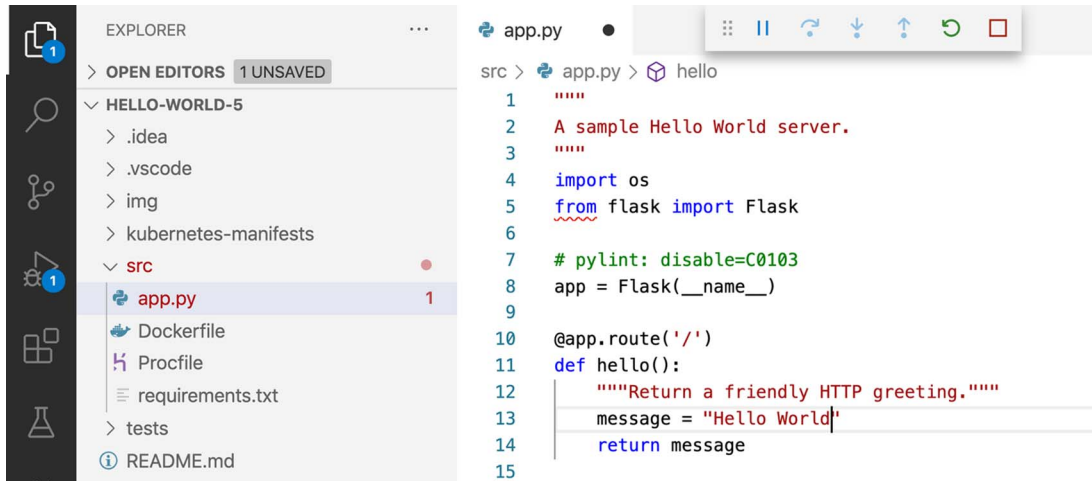 EXPLORER
...
OPEN EDITORS 1 UNSAVED
HELLO-WORLD-5
.idea
.vscode
img
kubernetes-manifests
src
app.py 1
Dockerfile
Procfile
requirements.txt
tests
README.md
1
1
app.py
src > app.py > hello
1 """
2 A sample Hello World server.
3 """
4 import os
5 from flask import Flask
6
7 # pylint: disable=C0103
8 app = Flask(__name__)
9
10 @app.route('/')
11 def hello():
12     """Return a friendly HTTP greeting."""
13     message = "Hello World"
14     return message
15